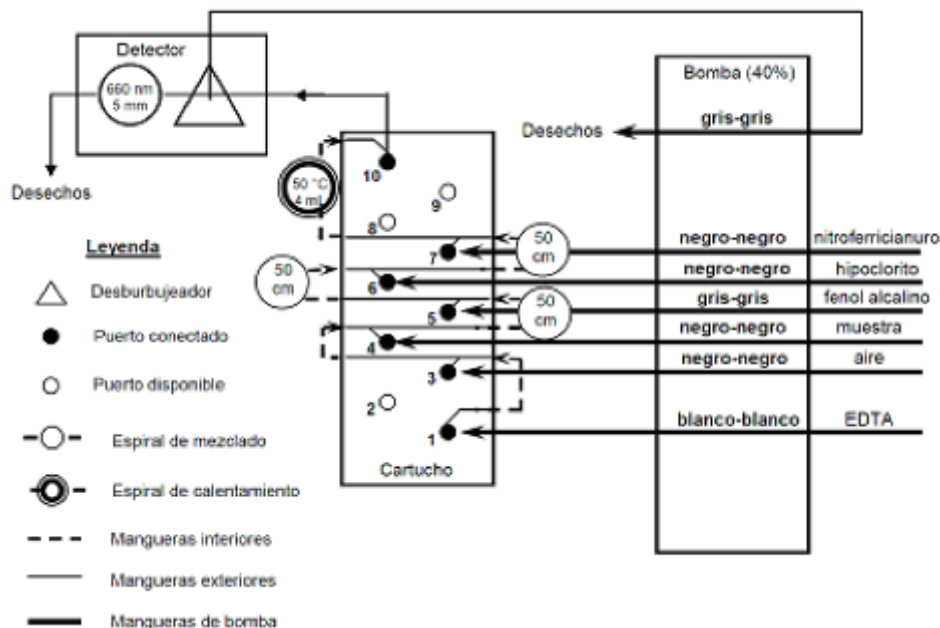 Detector
660 nm
5 mm
Desechos
Bomba (40%)
gris-gris
Desechos
10
9
50 °C
4 mL
8
7
50
cm
negro-negro
nitroferricianuro
50
cm
6
negro-negro
hipoclorito
5
50
cm
gris-gris
fenol alcalino
4
negro-negro
muestra
3
negro-negro
aire
2
1
blanco-blanco
EDTA
Cartucho
Leyenda
Desburbujeador
Puerto conectado
Puerto disponible
Espiral de mezclado
Espiral de calentamiento
Mangueras interiores
Mangueras exteriores
Mangueras de bomba